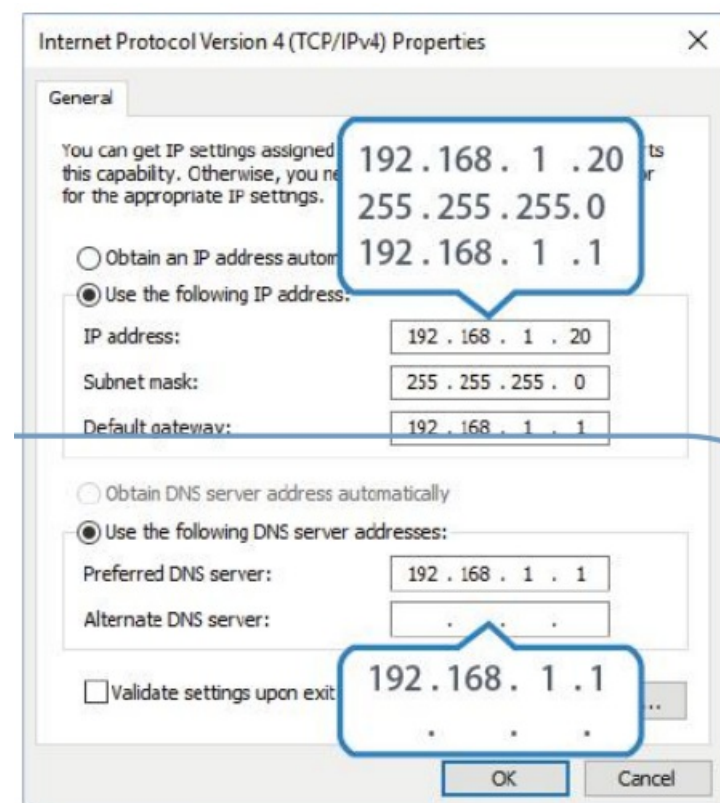 Internet Protocol Version 4 (TCP/IPv4) Properties
General
You can get IP settings assigned
ts
this capability. Otherwise, you ne
for the appropriate IP settings.
192.168. 1 .20
255.255.255.0
192.168. 1 .1
Obtain an IP address autom
Use the following IP address:
IP address: 192 . 168 . 1 . 20
Subnet mask: 255 . 255 . 255 . 0
Default gateway: 192 . 168 . 1 . 1
Obtain DNS server address automatically
Use the following DNS server addresses:
Preferred DNS server: 192 . 168 . 1 . 1
Alternate DNS server: . . .
192.168. 1 .1
. . .
Validate settings upon exit
...
OK Cancel